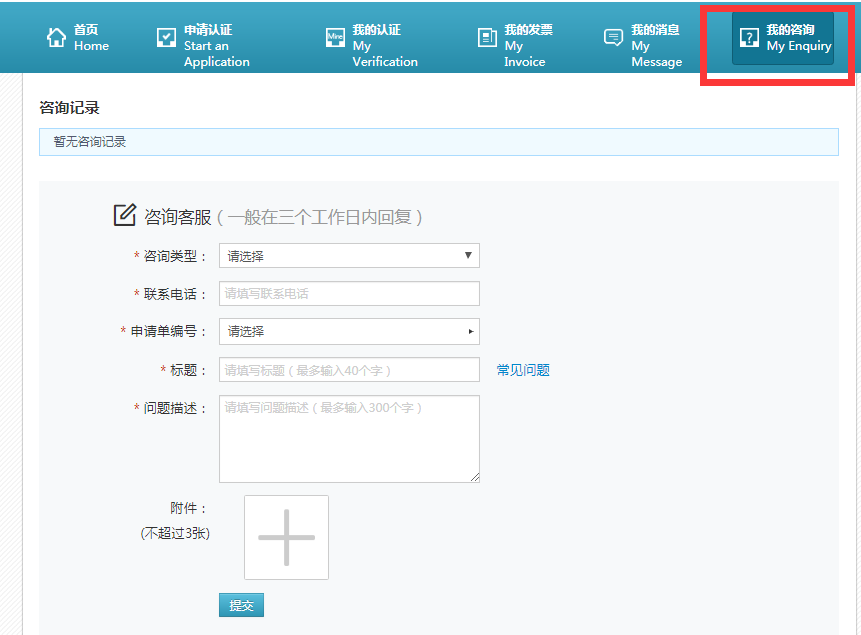 首页
Home
申请认证
Start an
Application
Mine
我的认证
My
Verification
我的发票
My
Invoice
我的消息
My
Message
?
我的咨询
My Enquiry
咨询记录
暂无咨询记录
咨询客服（一般在三个工作日内回复）
* 咨询类型： 请选择
* 联系电话： 请填写联系电话
* 申请单编号： 请选择
* 标题： 请填写标题（最多输入40个字） 常见问题
* 问题描述： 请填写问题描述（最多输入300个字）
附件：
(不超过3张)
提交